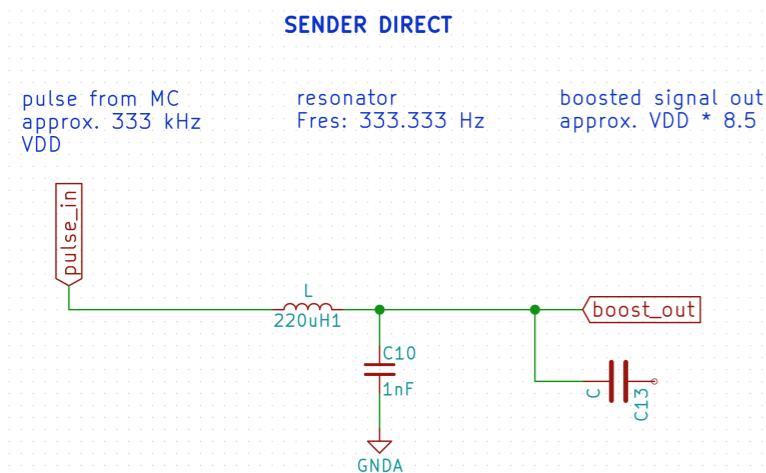 SENDER DIRECT
pulse from MC
approx. 333 kHz
VDD
resonator
Fres: 333.333 Hz
boosted signal out
approx. VDD * 8.5
pulse_in
L
220uH1
C10
1nF
GNDA
boost_out
C
C13